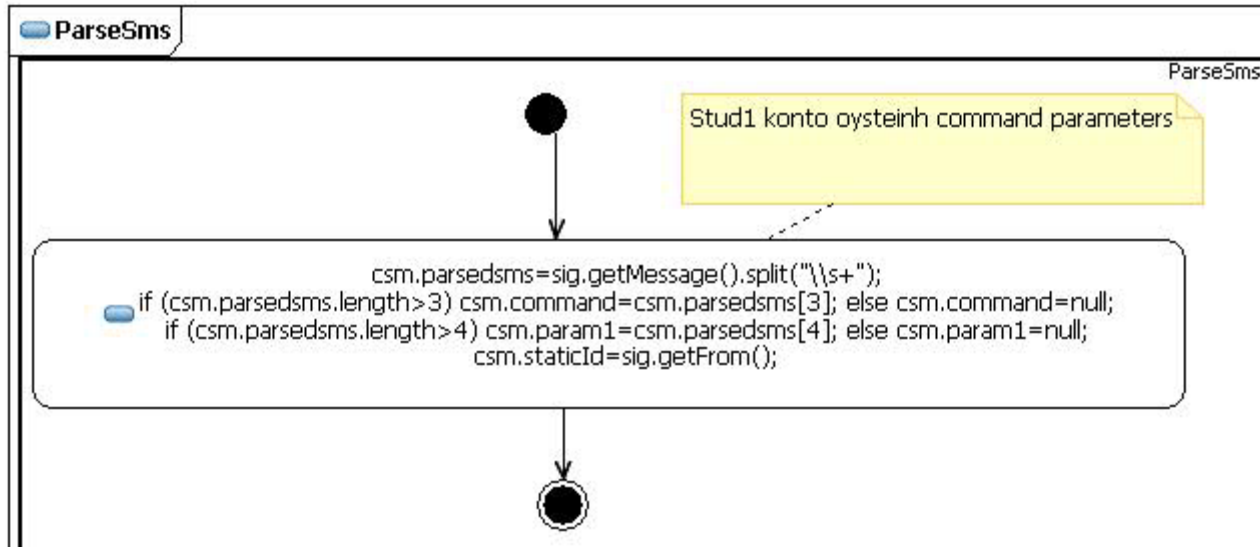 ParseSms
ParseSms
Stud1 konto oysteinh command parameters
csm.parsedsms=sig.getMessage().split("\\s+");
if (csm.parsedsms.length>3) csm.command=csm.parsedsms[3]; else csm.command=null;
if (csm.parsedsms.length>4) csm.param1=csm.parsedsms[4]; else csm.param1=null;
csm.staticId=sig.getFrom();